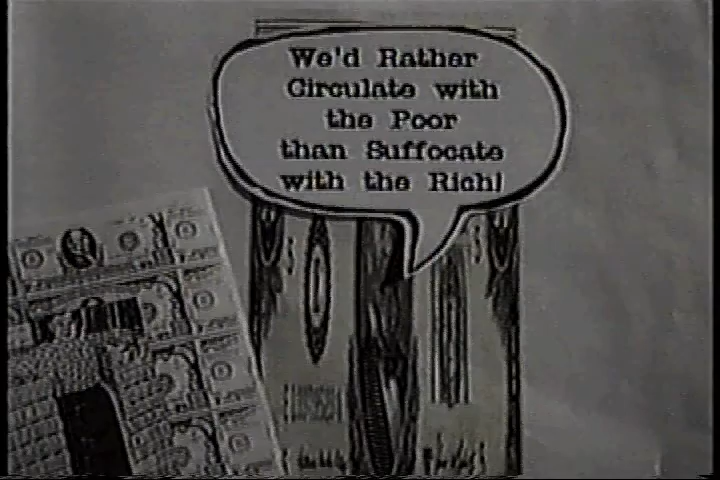 We'd Rather
Circulate with
the Poor
than Suffocate
with the Rich!